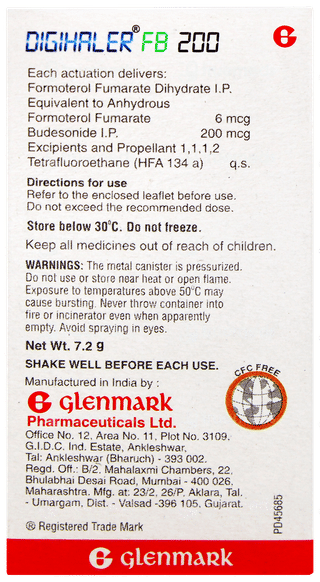 DIGIHALER® FB 200
Each actuation delivers:
Formoterol Fumarate Dihydrate I.P.
Equivalent to Anhydrous
Formoterol Fumarate 6 mcg
Budesonide I.P. 200 mcg
Excipients and Propellant 1,1,1,2
Tetrafluoroethane (HFA 134 a) q.s.
Directions for use
Refer to the enclosed leaflet before use.
Do not exceed the recommended dose.
Store below 30°C. Do not freeze.
Keep all medicines out of reach of children.
WARNINGS: The metal canister is pressurized.
Do not use or store near heat or open flame.
Exposure to temperatures above 50°C may
cause bursting. Never throw container into
fire or incinerator even when apparently
empty. Avoid spraying in eyes.
Net Wt. 7.2 g
SHAKE WELL BEFORE EACH USE.
CFC FREE
Manufactured in India by :
glenmark
Pharmaceuticals Ltd.
Office No. 12, Area No. 11, Plot No. 3109.
G.I.D.C. Ind. Estate, Ankleshwar,
Tal: Ankleshwar (Bharuch) - 393 002.
Regd. Off.: B/2, Mahalaxmi Chambers, 22,
Bhulabhai Desai Road, Mumbai - 400 026.
Maharashtra. Mfg. at: 23/2, 26/P, Aklara, Tal.
- Umargam, Dist. - Valsad -396 105. Gujarat.
® Registered Trade Mark
PD45685
glenmark